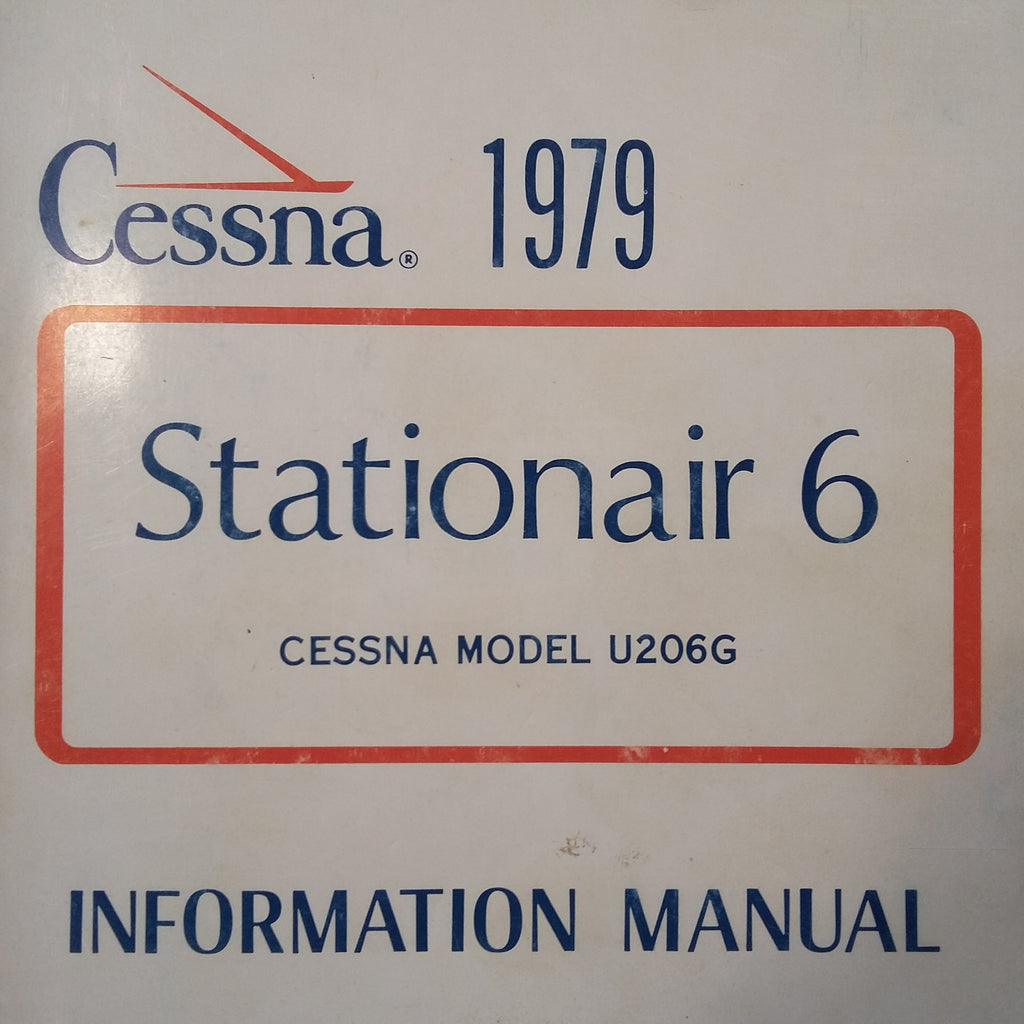 Cessna® 1979
Stationair 6
CESSNA MODEL U206G
INFORMATION MANUAL